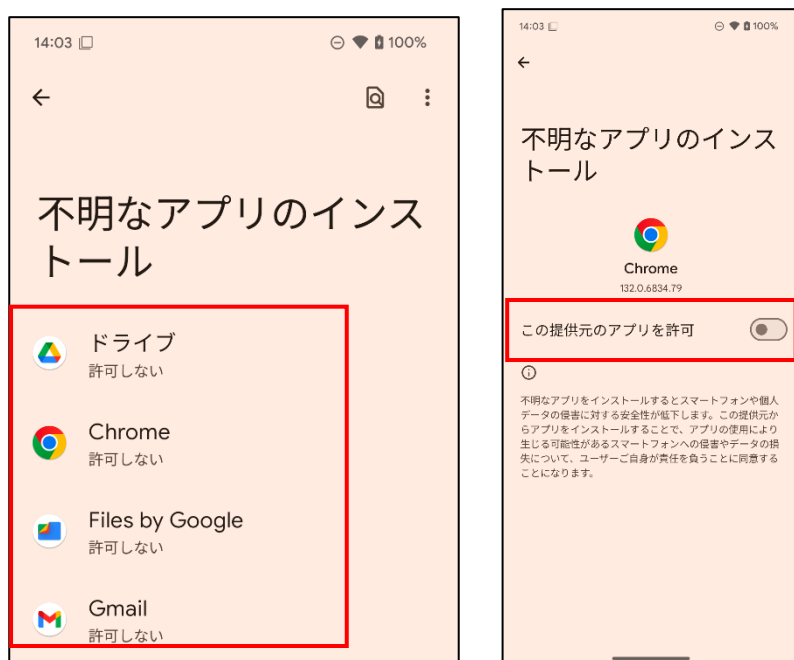 14:03
100%
不明なアプリのインス
トール
ドライブ
許可しない
Chrome
許可しない
Files by Google
許可しない
Gmail
許可しない
14:03
100%
不明なアプリのインス
トール
Chrome
132.0.6834.79
この提供元のアプリを許可
不明なアプリをインストールするとスマートフォンや個人
データの侵害に対する安全性が低下します。この提供元か
らアプリをインストールすることで、アプリの使用により
生じる可能性があるスマートフォンへの侵害やデータの損
失について、ユーザーご自身が責任を負うことに同意する
ことになります。